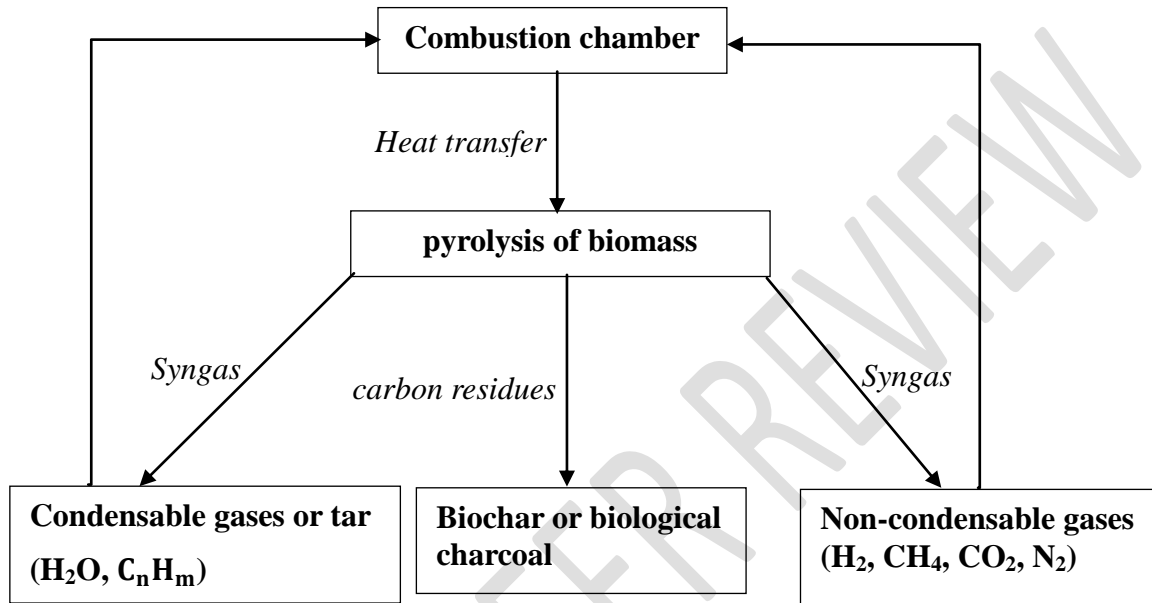 Combustion chamber
Heat transfer
pyrolysis of biomass
Syngas
carbon residues
Syngas
Condensable gases or tar
(H₂O, CₙHₘ)
Biochar or biological
charcoal
Non-condensable gases
(H₂, CH₄, CO₂, N₂)
ER REVIEW